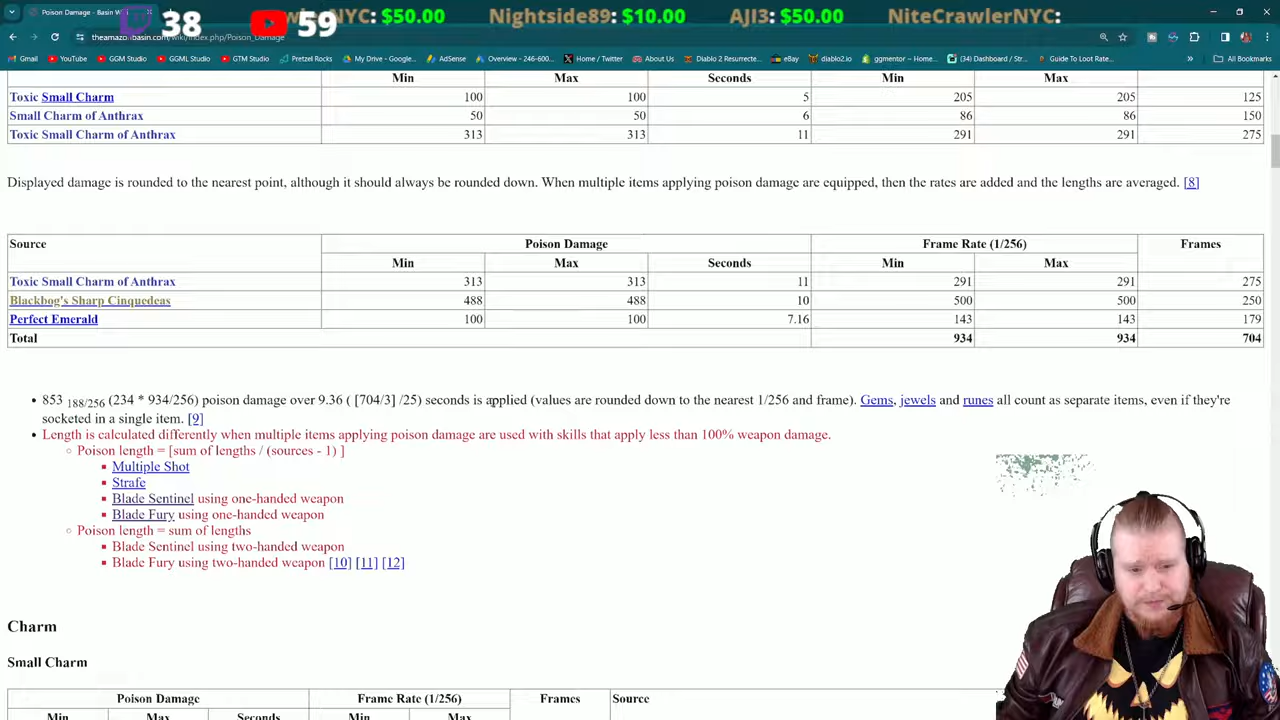 Poison Damage - Basin W
38
59
NYC: $50.00 Nightside89: $10.00 AJI3: $50.00 NiteCrawlerNYC:
theamazonbasin.com/wiki/index.php/Poison_Damage
Gmail YouTube GGM Studio GGML Studio GTM Studio Pretzel Rocks My Drive - Google... AdSense Overview - 246-600... Home / Twitter About Us Diablo 2 Resurrecte... eBay diablo2.io ggmentor – Home... (34) Dashboard / Str... Guide To Loot Rate... » All Bookmarks
Min Max Seconds Min Max
Toxic Small Charm 100 100 5 205 205 125
Small Charm of Anthrax 50 50 6 86 86 150
Toxic Small Charm of Anthrax 313 313 11 291 291 275
Displayed damage is rounded to the nearest point, although it should always be rounded down. When multiple items applying poison damage are equipped, then the rates are added and the lengths are averaged. [8]
Source Poison Damage Frame Rate (1/256) Frames
Min Max Seconds Min Max
Toxic Small Charm of Anthrax 313 313 11 291 291 275
Blackbog's Sharp Cinquedeas 488 488 10 500 500 250
Perfect Emerald 100 100 7.16 143 143 179
Total 934 934 704
• 853 188/256 (234 * 934/256) poison damage over 9.36 ( [704/3] /25) seconds is applied (values are rounded down to the nearest 1/256 and frame). Gems, jewels and runes all count as separate items, even if they're
socketed in a single item. [9]
• Length is calculated differently when multiple items applying poison damage are used with skills that apply less than 100% weapon damage.
Poison length = [sum of lengths / (sources - 1) ]
Multiple Shot
Strafe
Blade Sentinel using one-handed weapon
Blade Fury using one-handed weapon
Poison length = sum of lengths
Blade Sentinel using two-handed weapon
Blade Fury using two-handed weapon [10] [11] [12]
Charm
Small Charm
Poison Damage Frame Rate (1/256) Frames Source
Min Max Seconds Min Max